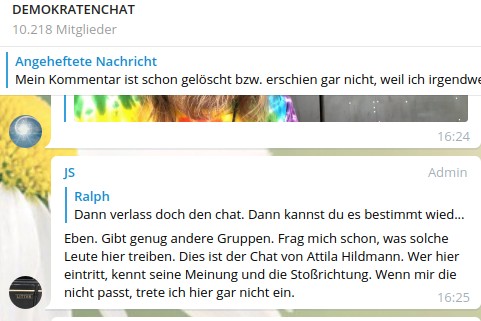 DEMOKRATENCHAT
10.218 Mitglieder
Angeheftete Nachricht
Mein Kommentar ist schon gelöscht bzw. erschien gar nicht, weil ich irgendwe
16:24
JS Admin
Ralph
Dann verlass doch den chat. Dann kannst du es bestimmt wied...
Eben. Gibt genug andere Gruppen. Frag mich schon, was solche
Leute hier treiben. Dies ist der Chat von Attila Hildmann. Wer hier
eintritt, kennt seine Meinung und die Stoßrichtung. Wenn mir die
nicht passt, trete ich hier gar nicht ein.
16:25